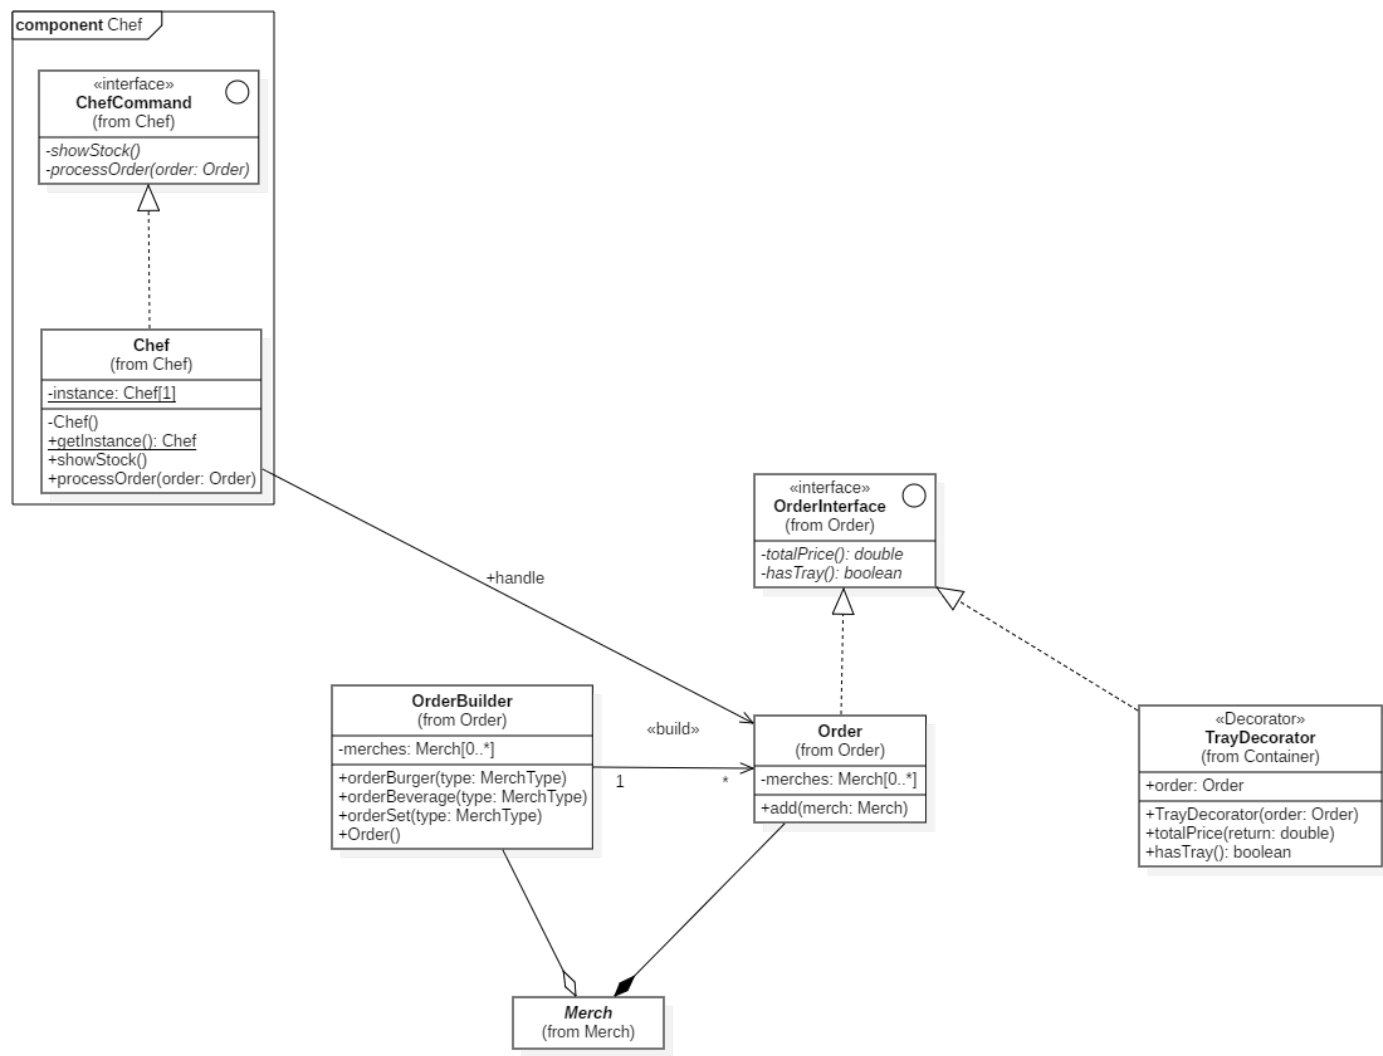 component Chef
«interface»
ChefCommand
(from Chef)
-showStock()
-processOrder(order: Order)
Chef
(from Chef)
-instance: Chef[1]
-Chef()
+getInstance(): Chef
+showStock()
+processOrder(order: Order)
+handle
«interface»
OrderInterface
(from Order)
-totalPrice(): double
-hasTray(): boolean
OrderBuilder
(from Order)
-merches: Merch[0..*]
+orderBurger(type: MerchType)
+orderBeverage(type: MerchType)
+orderSet(type: MerchType)
+Order()
«build»
1
*
Order
(from Order)
-merches: Merch[0..*]
+add(merch: Merch)
«Decorator»
TrayDecorator
(from Container)
+order: Order
+TrayDecorator(order: Order)
+totalPrice(return: double)
+hasTray(): boolean
Merch
(from Merch)